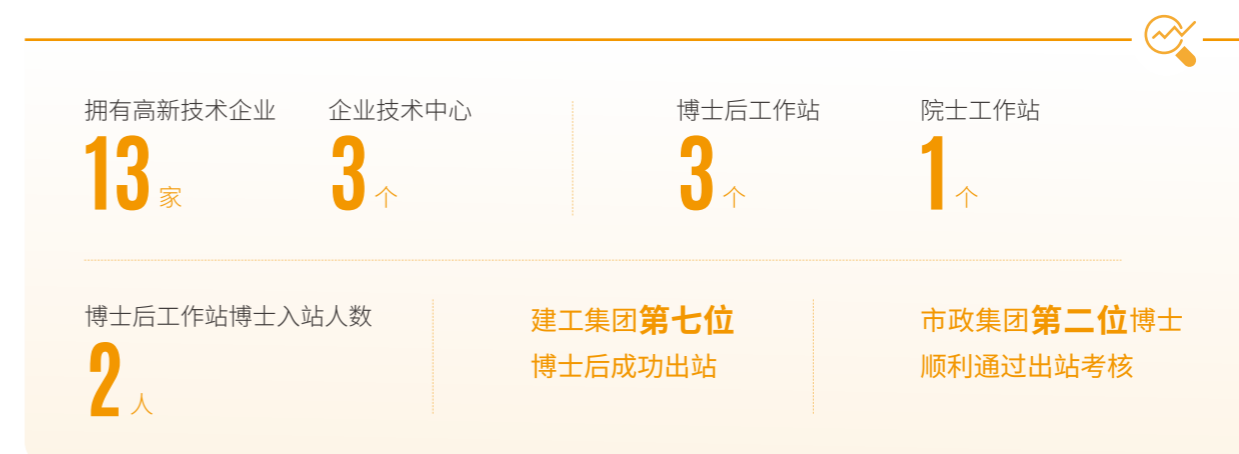 拥有高新技术企业
13 家
企业技术中心
3 个
博士后工作站
3 个
院士工作站
1 个
博士后工作站博士入站人数
2 人
建工集团第七位
博士后成功出站
市政集团第二位博士
顺利通过出站考核